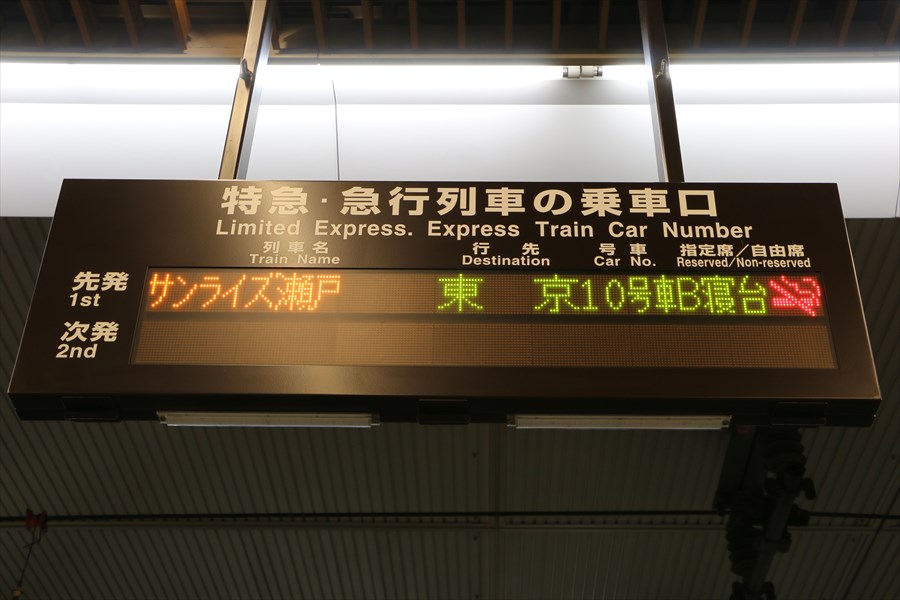 特急・急行列車の乗車口
Limited Express. Express Train Car Number
列車名 行先 号車 指定席／自由席
Train Name Destination Car No. Reserved/Non-reserved
先発 サンライズ瀬戸 東京 10号車 B寝台
1st
次発
2nd